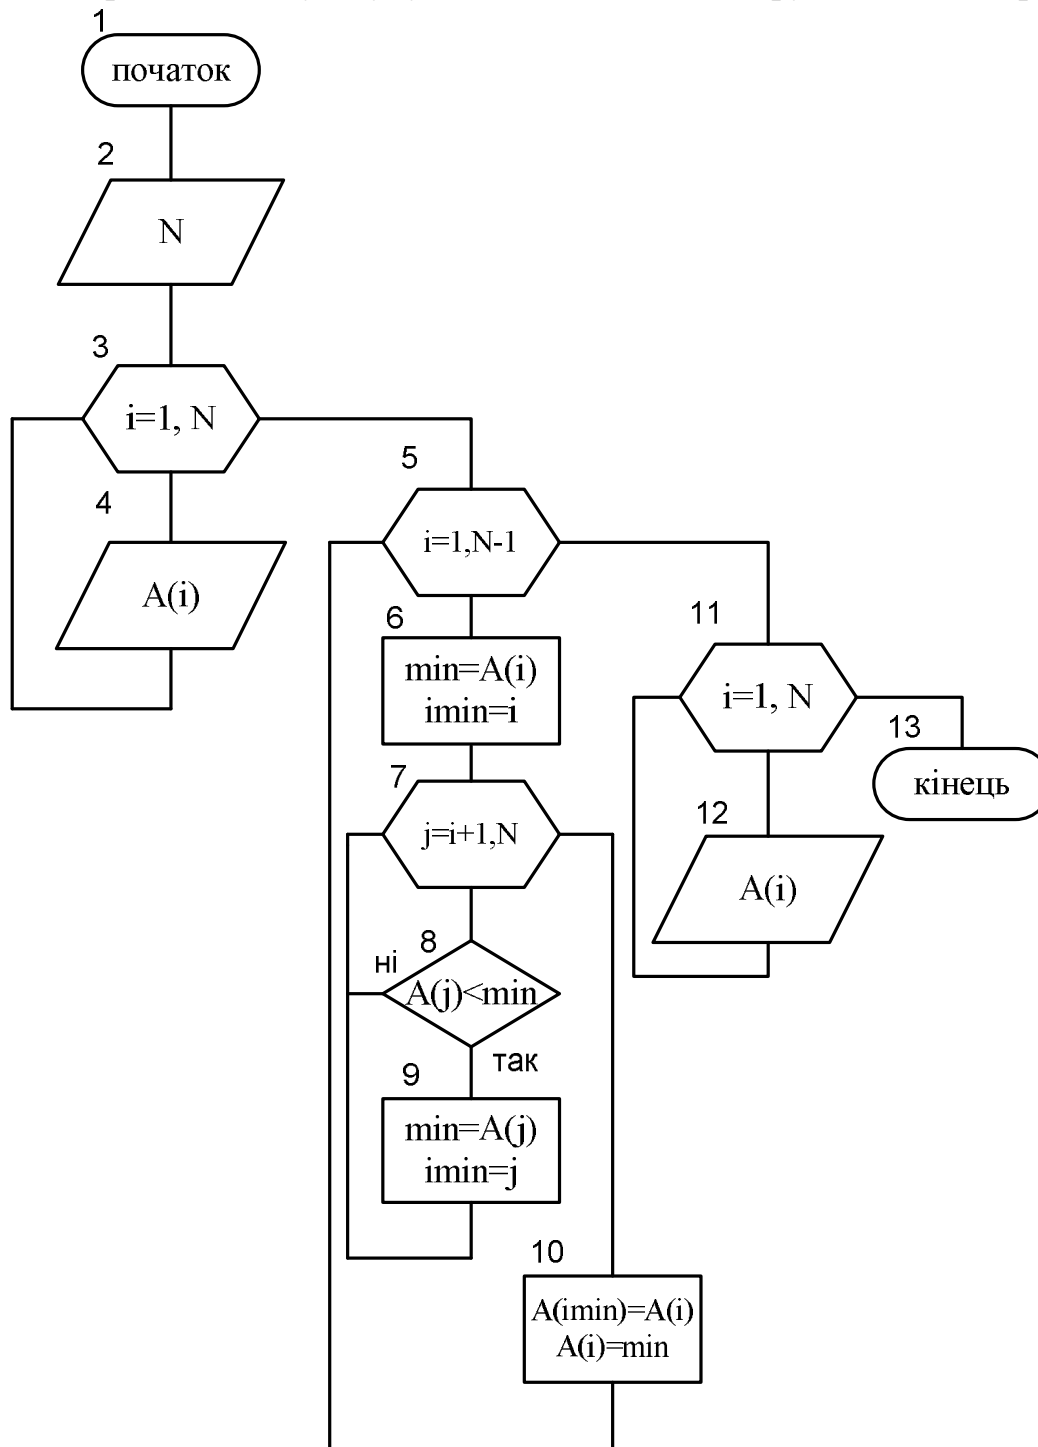 1
початок
2
N
3
i=1, N
4
A(i)
5
i=1,N-1
6
min=A(i)
imin=i
7
j=i+1,N
8
ні
A(j)<min
так
9
min=A(j)
imin=j
10
A(imin)=A(i)
A(i)=min
11
i=1, N
12
A(i)
13
кінець